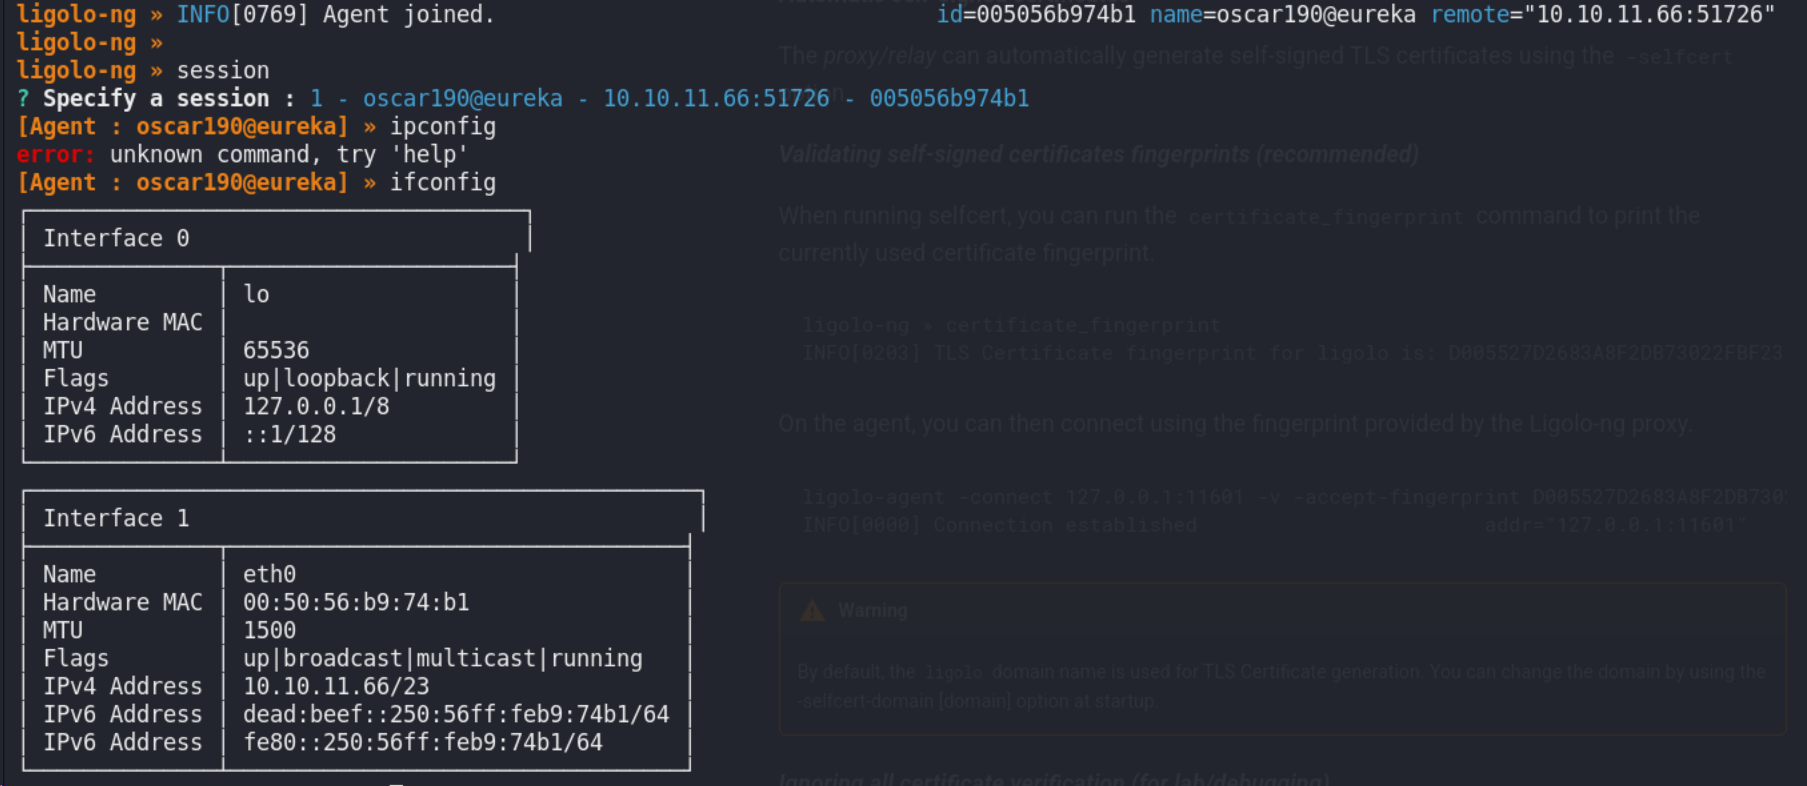 ligolo-ng » INFO[0769] Agent joined. id=005056b974b1 name=oscar190@eureka remote="10.10.11.66:51726"
The proxy/relay can automatically generate self-signed TLS certificates using the -selfcert
ligolo-ng »
ligolo-ng » session
? Specify a session : 1 - oscar190@eureka - 10.10.11.66:51726 - 005056b974b1
[Agent : oscar190@eureka] » ipconfig
error: unknown command, try 'help'
[Agent : oscar190@eureka] » ifconfig
Interface 0
Name lo
Hardware MAC
MTU 65536
Flags up|loopback|running
IPv4 Address 127.0.0.1/8
IPv6 Address ::1/128
Interface 1
Name eth0
Hardware MAC 00:50:56:b9:74:b1
MTU 1500
Flags up|broadcast|multicast|running
IPv4 Address 10.10.11.66/23
IPv6 Address dead:beef::250:56ff:feb9:74b1/64
IPv6 Address fe80::250:56ff:feb9:74b1/64
Validating self-signed certificates fingerprints (recommended)
When running selfcert, you can run the certificate_fingerprint command to print the
currently used certificate fingerprint.
ligolo-ng » certificate_fingerprint
INFO[0203] TLS Certificate fingerprint for ligolo is: D005527D2683A8F2DB73022FBF23
On the agent, you can then connect using the fingerprint provided by the Ligolo-ng proxy.
ligolo-agent -connect 127.0.0.1:11601 -v -accept-fingerprint D005527D2683A8F2DB730
INFO[0000] Connection established addr="127.0.0.1:11601"
Warning
By default, the ligolo domain name is used for TLS Certificate generation. You can change the domain by using the
-selfcert-domain [domain] option at startup.
Ignoring all certificate verification (for lab/debugging)